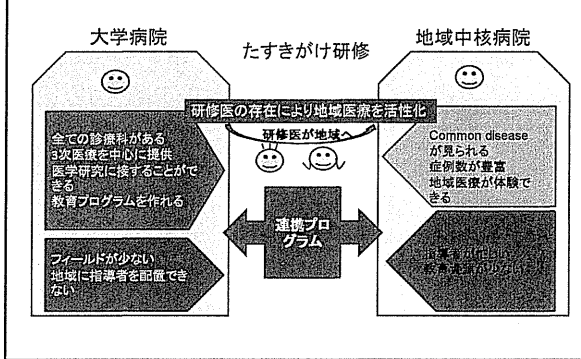 大学病院
たすきがけ研修
地域中核病院
研修医の存在により地域医療を活性化
研修医が地域へ
全ての診療科がある
3次医療を中心に提供
医学研究に接することがで
きる
教育プログラムを作れる
Common disease
が見られる
症例数が豊富
地域医療が体験で
きる
連携プロ
グラム
フィールドが少ない
地域に指導者を配置でき
ない